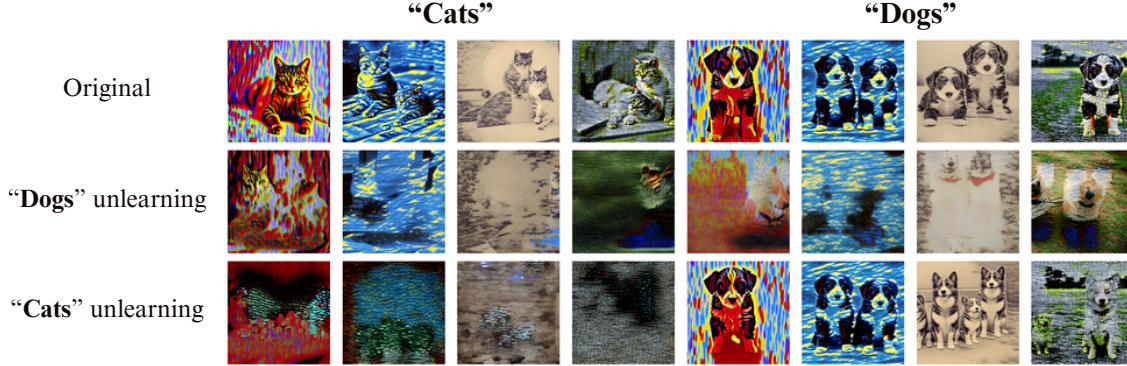 “Cats” “Dogs”
Original
“Dogs” unlearning
“Cats” unlearning